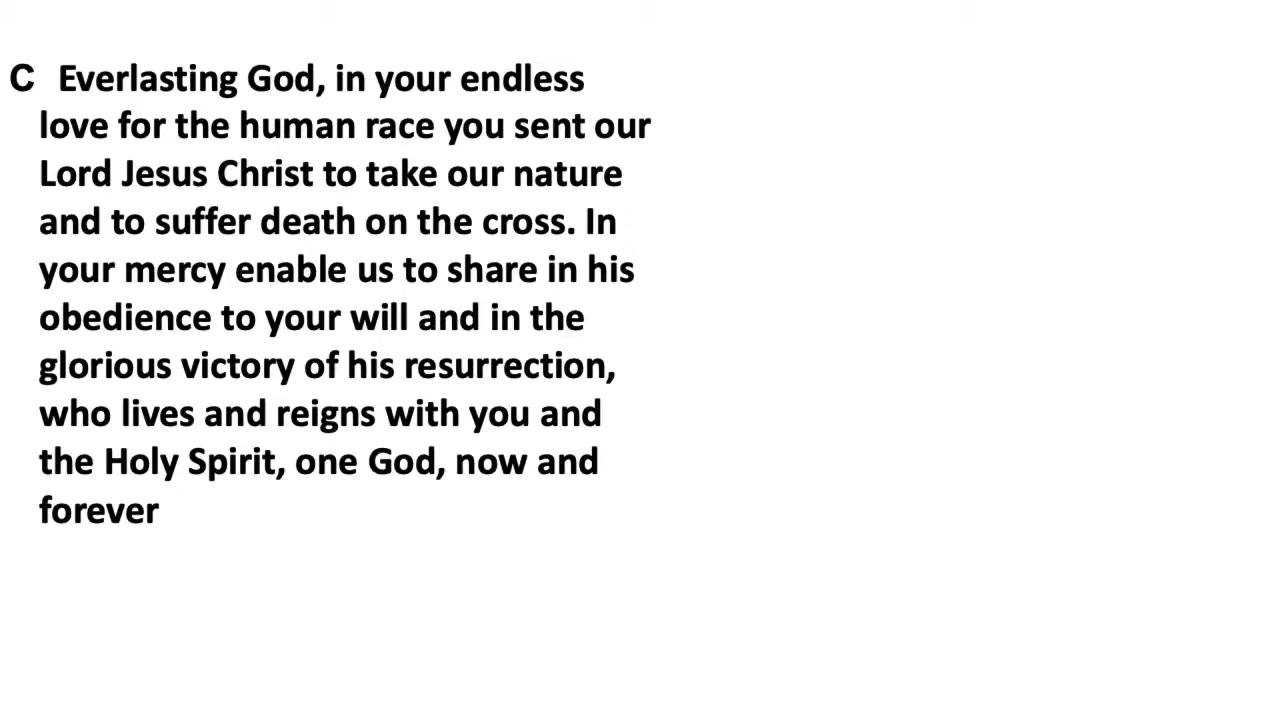 C Everlasting God, in your endless
love for the human race you sent our
Lord Jesus Christ to take our nature
and to suffer death on the cross. In
your mercy enable us to share in his
obedience to your will and in the
glorious victory of his resurrection,
who lives and reigns with you and
the Holy Spirit, one God, now and
forever